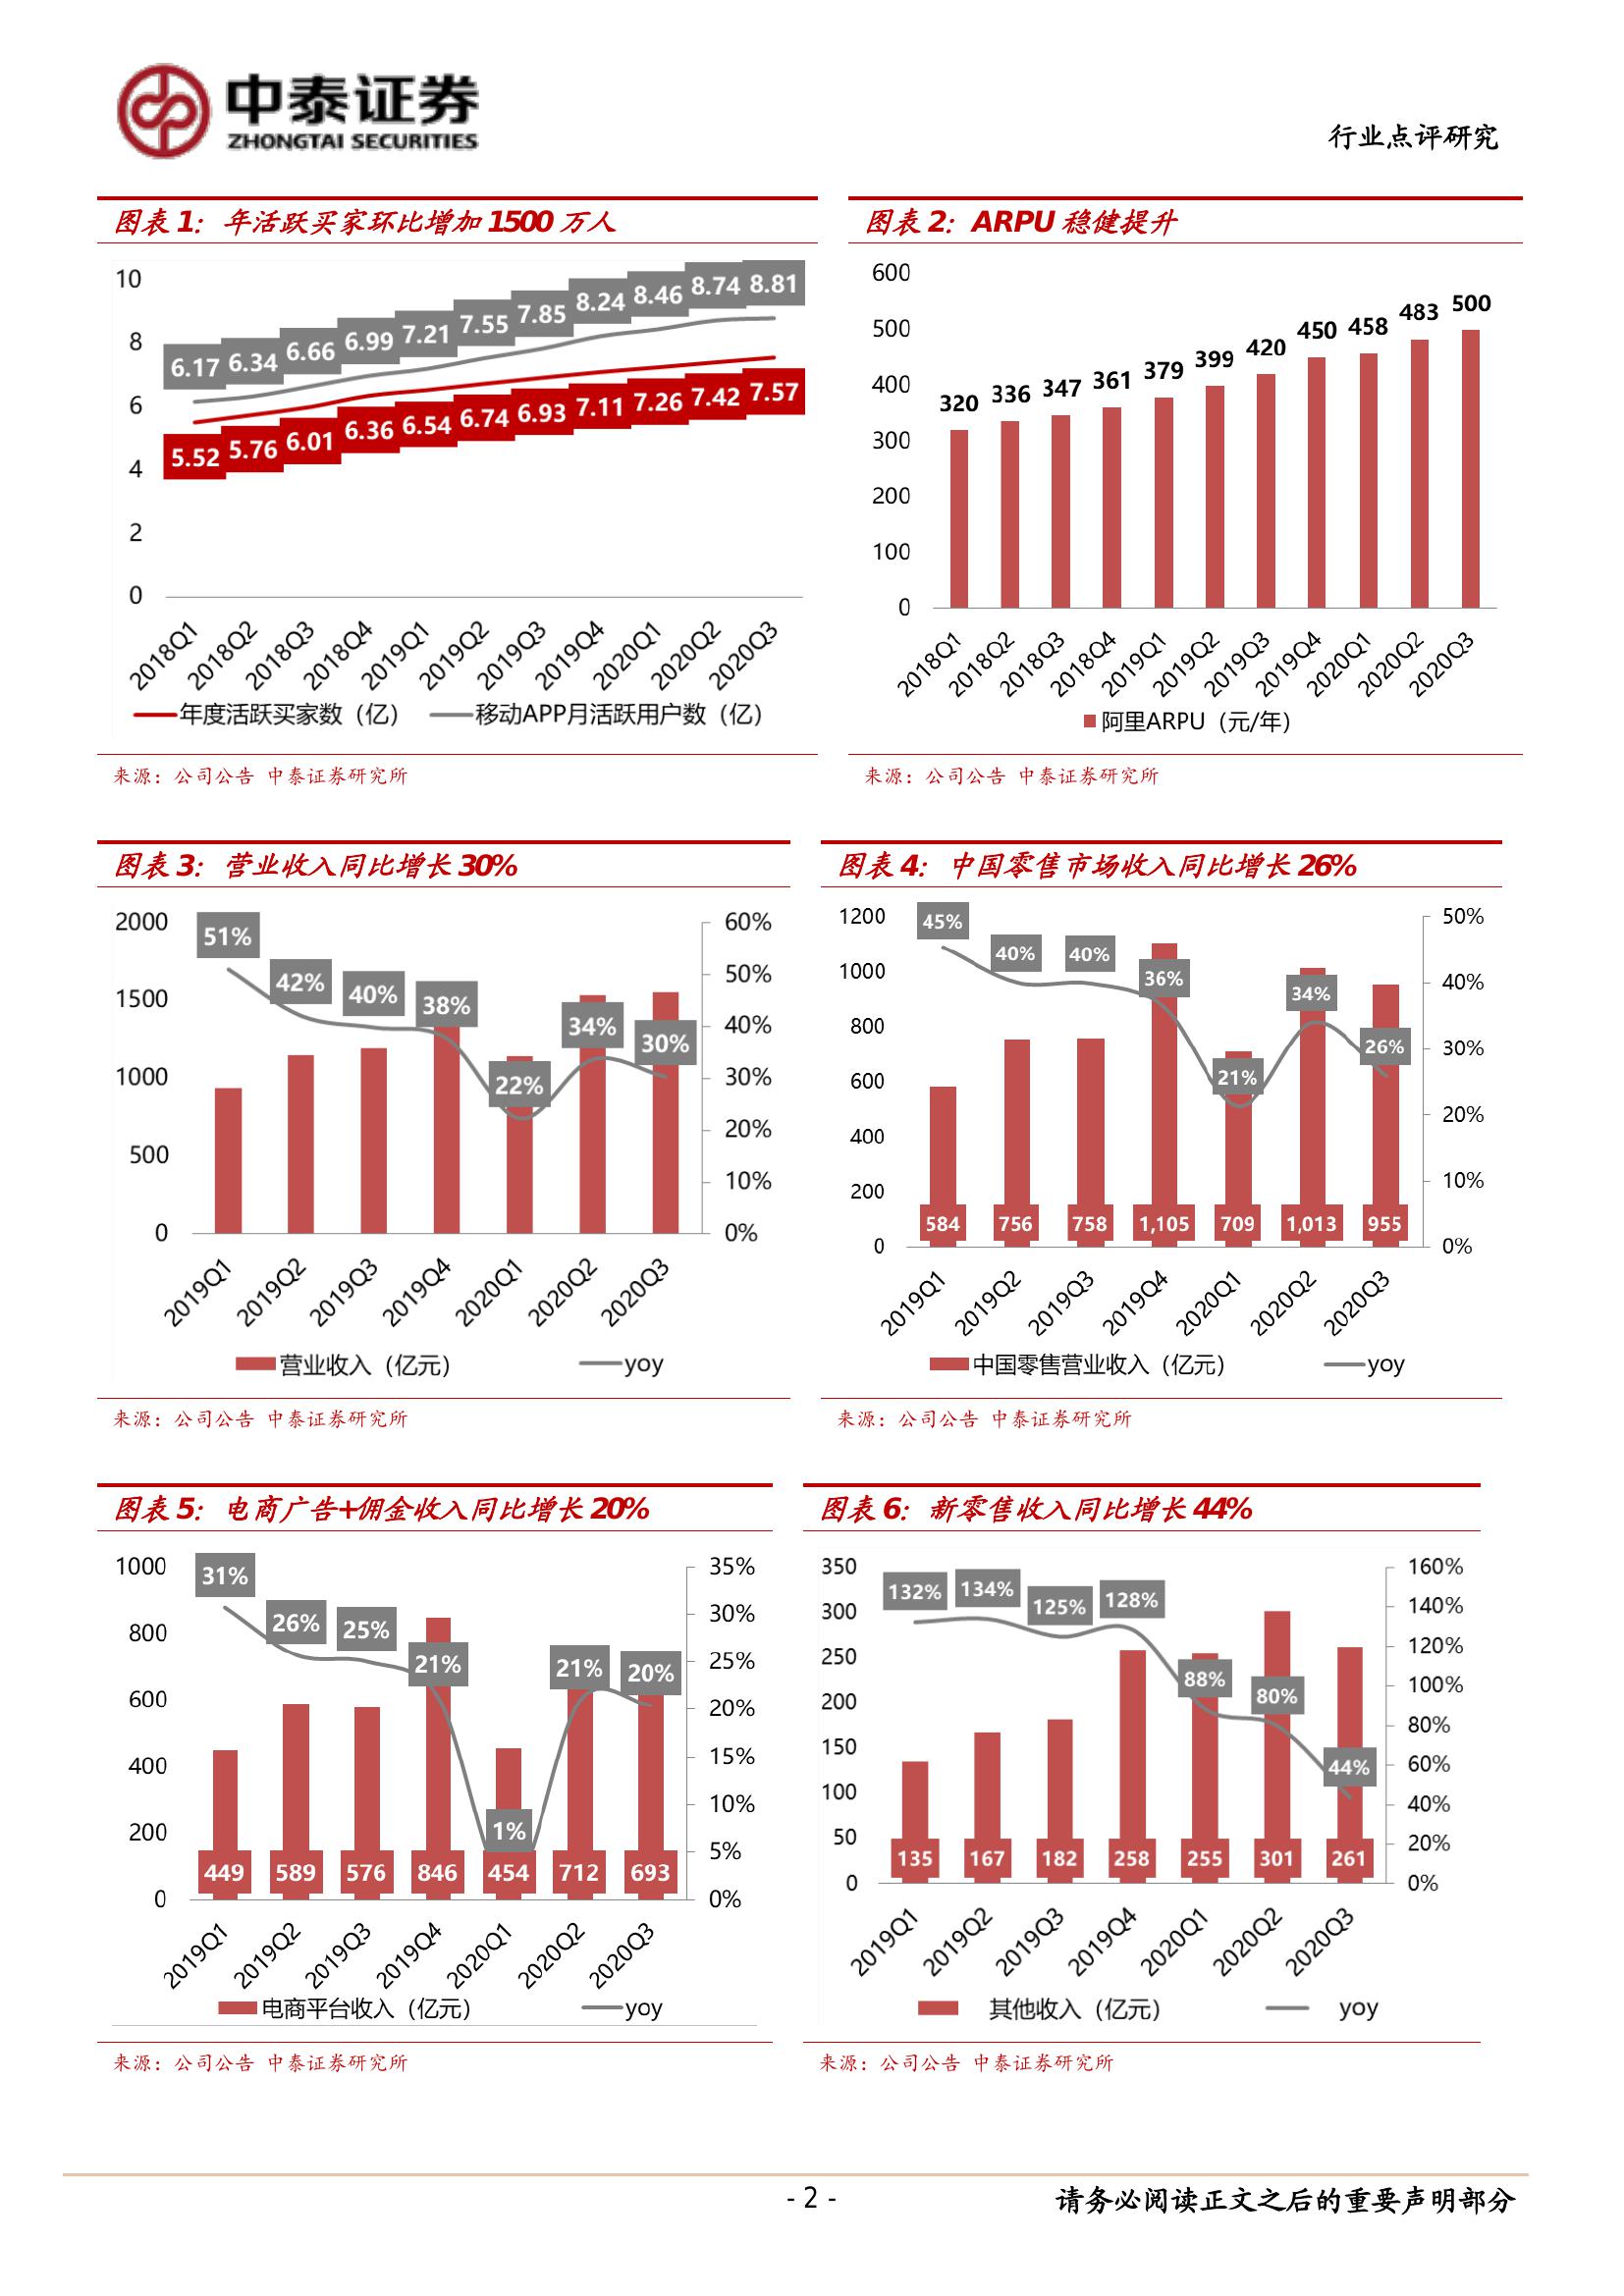 中泰证券
ZHONGTAI SECURITIES
行业点评研究
图表 1：年活跃买家环比增加 1500 万人
10
8
6
4
2
0
6.17 6.34 6.66 6.99 7.21 7.55 7.85 8.24 8.46 8.74 8.81
5.52 5.76 6.01 6.36 6.54 6.74 6.93 7.11 7.26 7.42 7.57
2018Q1 2018Q2 2018Q3 2018Q4 2019Q1 2019Q2 2019Q3 2019Q4 2020Q1 2020Q2 2020Q3
年度活跃买家数（亿） 移动APP月活跃用户数（亿）
来源：公司公告 中泰证券研究所
图表 2：ARPU 稳健提升
600
500
400
300
200
100
0
320 336 347 361 379 399 420 450 458 483 500
2018Q1 2018Q2 2018Q3 2018Q4 2019Q1 2019Q2 2019Q3 2019Q4 2020Q1 2020Q2 2020Q3
阿里ARPU（元/年）
来源：公司公告 中泰证券研究所
图表 3：营业收入同比增长 30%
2000
1500
1000
500
0
51% 42% 40% 38% 22% 34% 30%
60%
50%
40%
30%
20%
10%
0%
2019Q1 2019Q2 2019Q3 2019Q4 2020Q1 2020Q2 2020Q3
营业收入（亿元） yoy
来源：公司公告 中泰证券研究所
图表 4：中国零售市场收入同比增长 26%
1200
1000
800
600
400
200
0
45% 40% 40% 36% 21% 34% 26%
584 756 758 1,105 709 1,013 955
50%
40%
30%
20%
10%
0%
2019Q1 2019Q2 2019Q3 2019Q4 2020Q1 2020Q2 2020Q3
中国零售营业收入（亿元） yoy
来源：公司公告 中泰证券研究所
图表 5：电商广告+佣金收入同比增长 20%
1000
800
600
400
200
0
31% 26% 25% 21% 1% 21% 20%
449 589 576 846 454 712 693
35%
30%
25%
20%
15%
10%
5%
0%
2019Q1 2019Q2 2019Q3 2019Q4 2020Q1 2020Q2 2020Q3
电商平台收入（亿元） yoy
来源：公司公告 中泰证券研究所
图表 6：新零售收入同比增长 44%
350
300
250
200
150
100
50
0
132% 134% 125% 128% 88% 80% 44%
135 167 182 258 255 301 261
160%
140%
120%
100%
80%
60%
40%
20%
0%
2019Q1 2019Q2 2019Q3 2019Q4 2020Q1 2020Q2 2020Q3
其他收入（亿元） yoy
来源：公司公告 中泰证券研究所
- 2 -
请务必阅读正文之后的重要声明部分